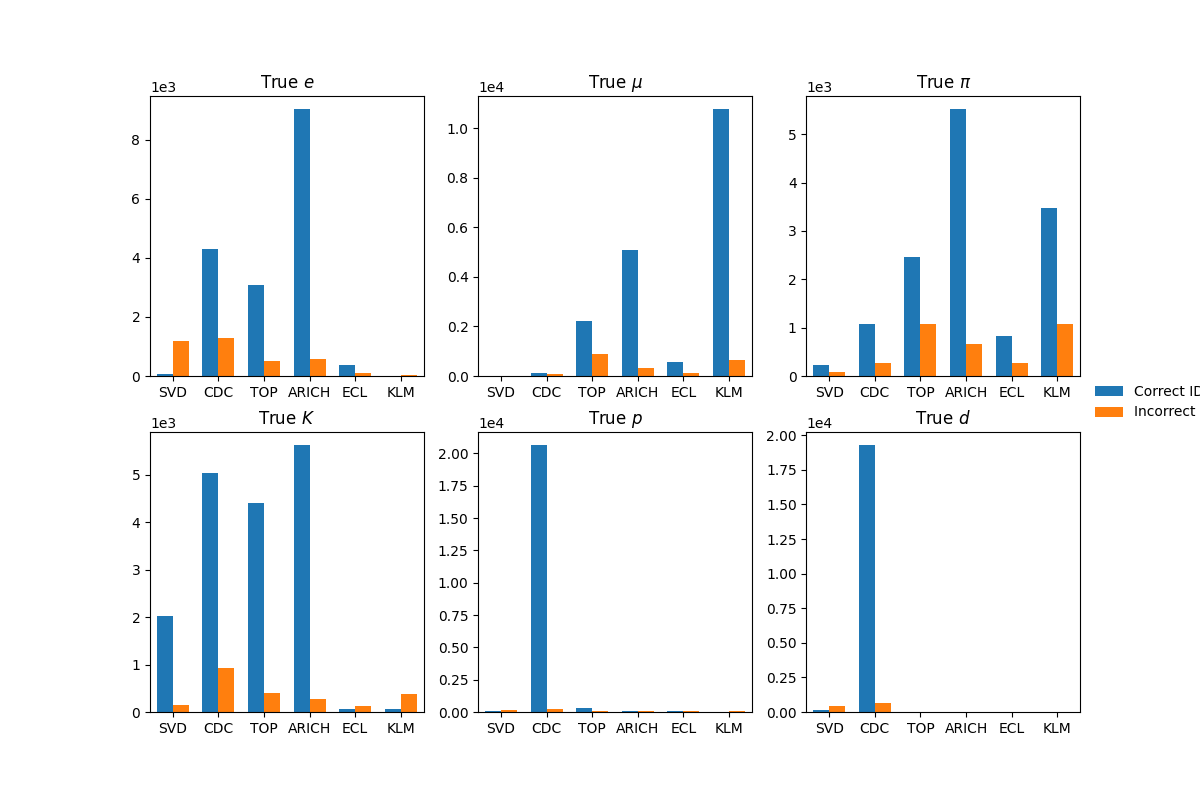 True e
1e3
8
6
4
2
0
SVD CDC TOP ARICH ECL KLM
True μ
1e4
1.0
0.8
0.6
0.4
0.2
0.0
SVD CDC TOP ARICH ECL KLM
True π
1e3
5
4
3
2
1
0
SVD CDC TOP ARICH ECL KLM
Correct ID
Incorrect
True K
1e3
5
4
3
2
1
0
SVD CDC TOP ARICH ECL KLM
True p
1e4
2.00
1.75
1.50
1.25
1.00
0.75
0.50
0.25
0.00
SVD CDC TOP ARICH ECL KLM
True d
1e4
2.00
1.75
1.50
1.25
1.00
0.75
0.50
0.25
0.00
SVD CDC TOP ARICH ECL KLM